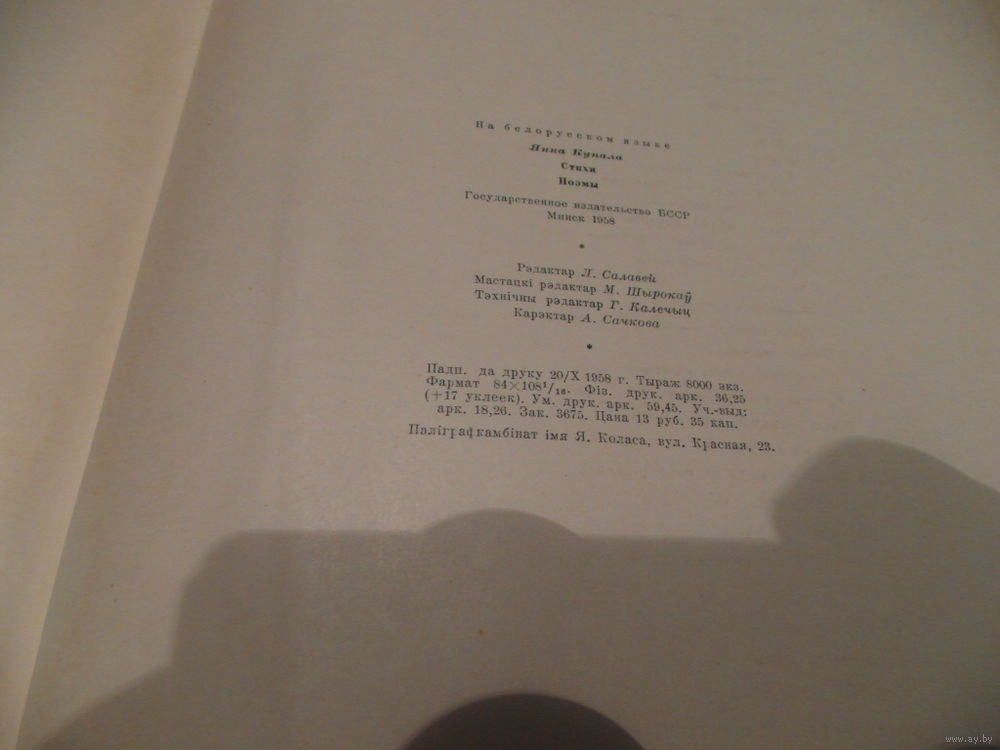 На белорусском языке
Янка Купала
Стихи
Поэмы
Государственное издательство БССР
Минск 1958
*
Рэдактар Л. Салавей
Мастацкі рэдактар М. Шырокаў
Тэхнічны рэдактар Г. Калечыц
Карэктар А. Сачкова
*
Падп. да друку 20/X 1958 г. Тыраж 8000 экз.
Фармат 84×108¹/₁₆. Фіз. друк. арк. 36,25
(+17 уклеек). Ум. друк. арк. 59,45. Уч.-выд:
арк. 18,26. Зак. 3675. Цана 13 руб. 35 кап.
Паліграфкамбінат імя Я. Коласа, вул. Красная, 23.
www.ay.by